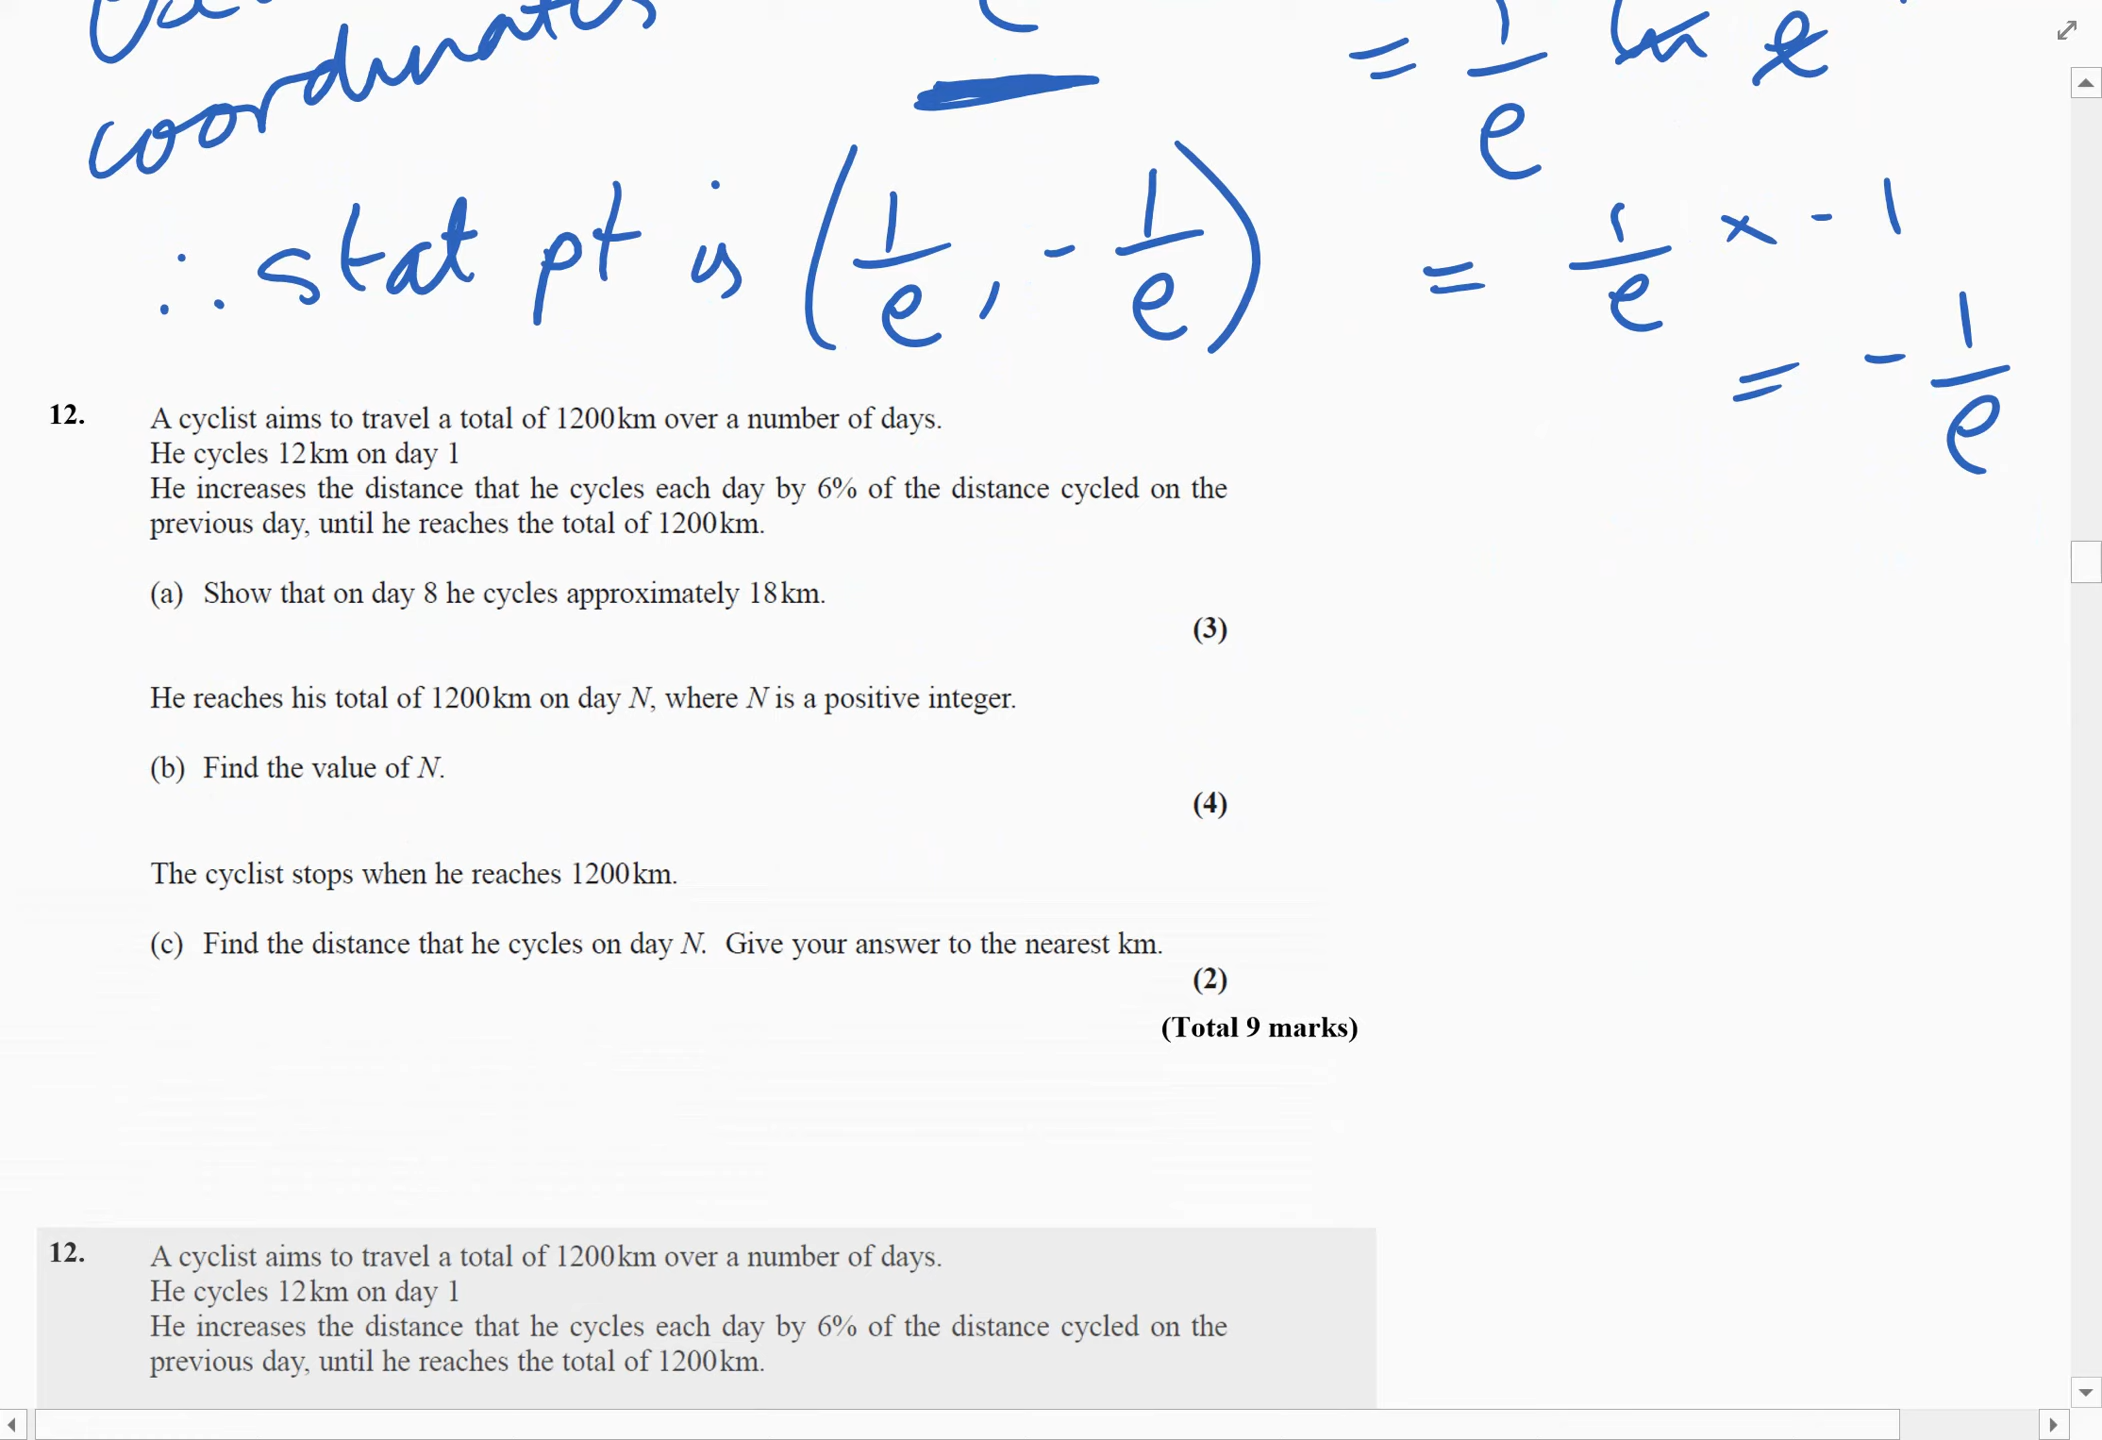 = 1/e ln e
coordinates
∴ stat pt is (1/e, - 1/e)
= 1/e x - 1
= - 1/e
12. A cyclist aims to travel a total of 1200 km over a number of days.
He cycles 12 km on day 1
He increases the distance that he cycles each day by 6% of the distance cycled on the
previous day, until he reaches the total of 1200 km.
(a) Show that on day 8 he cycles approximately 18 km.
(3)
He reaches his total of 1200 km on day N, where N is a positive integer.
(b) Find the value of N.
(4)
The cyclist stops when he reaches 1200 km.
(c) Find the distance that he cycles on day N. Give your answer to the nearest km.
(2)
(Total 9 marks)
12. A cyclist aims to travel a total of 1200 km over a number of days.
He cycles 12 km on day 1
He increases the distance that he cycles each day by 6% of the distance cycled on the
previous day, until he reaches the total of 1200 km.